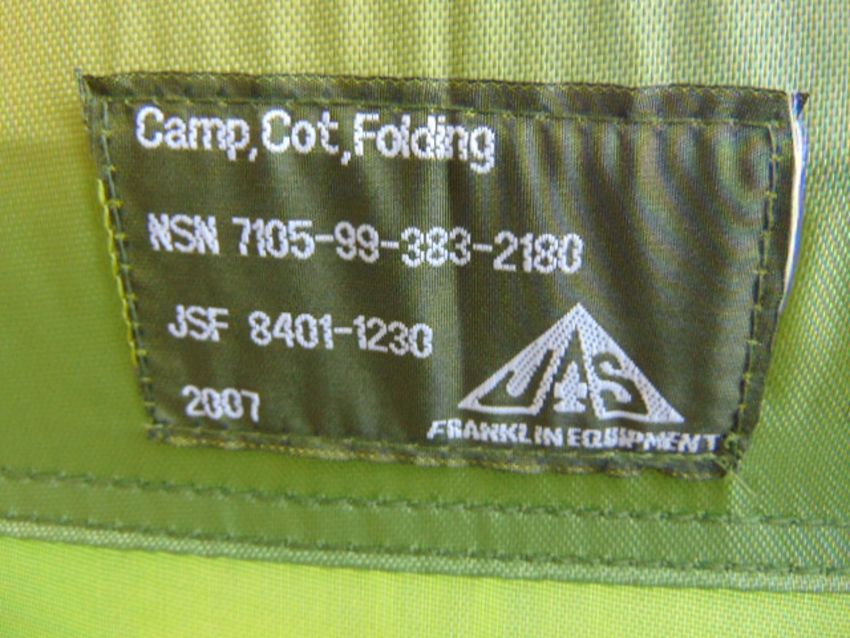 Camp,Cot,Folding
NSN 7105-99-383-2180
JSF 8401-1230
2007
J&S
FRANKLIN EQUIPMENT